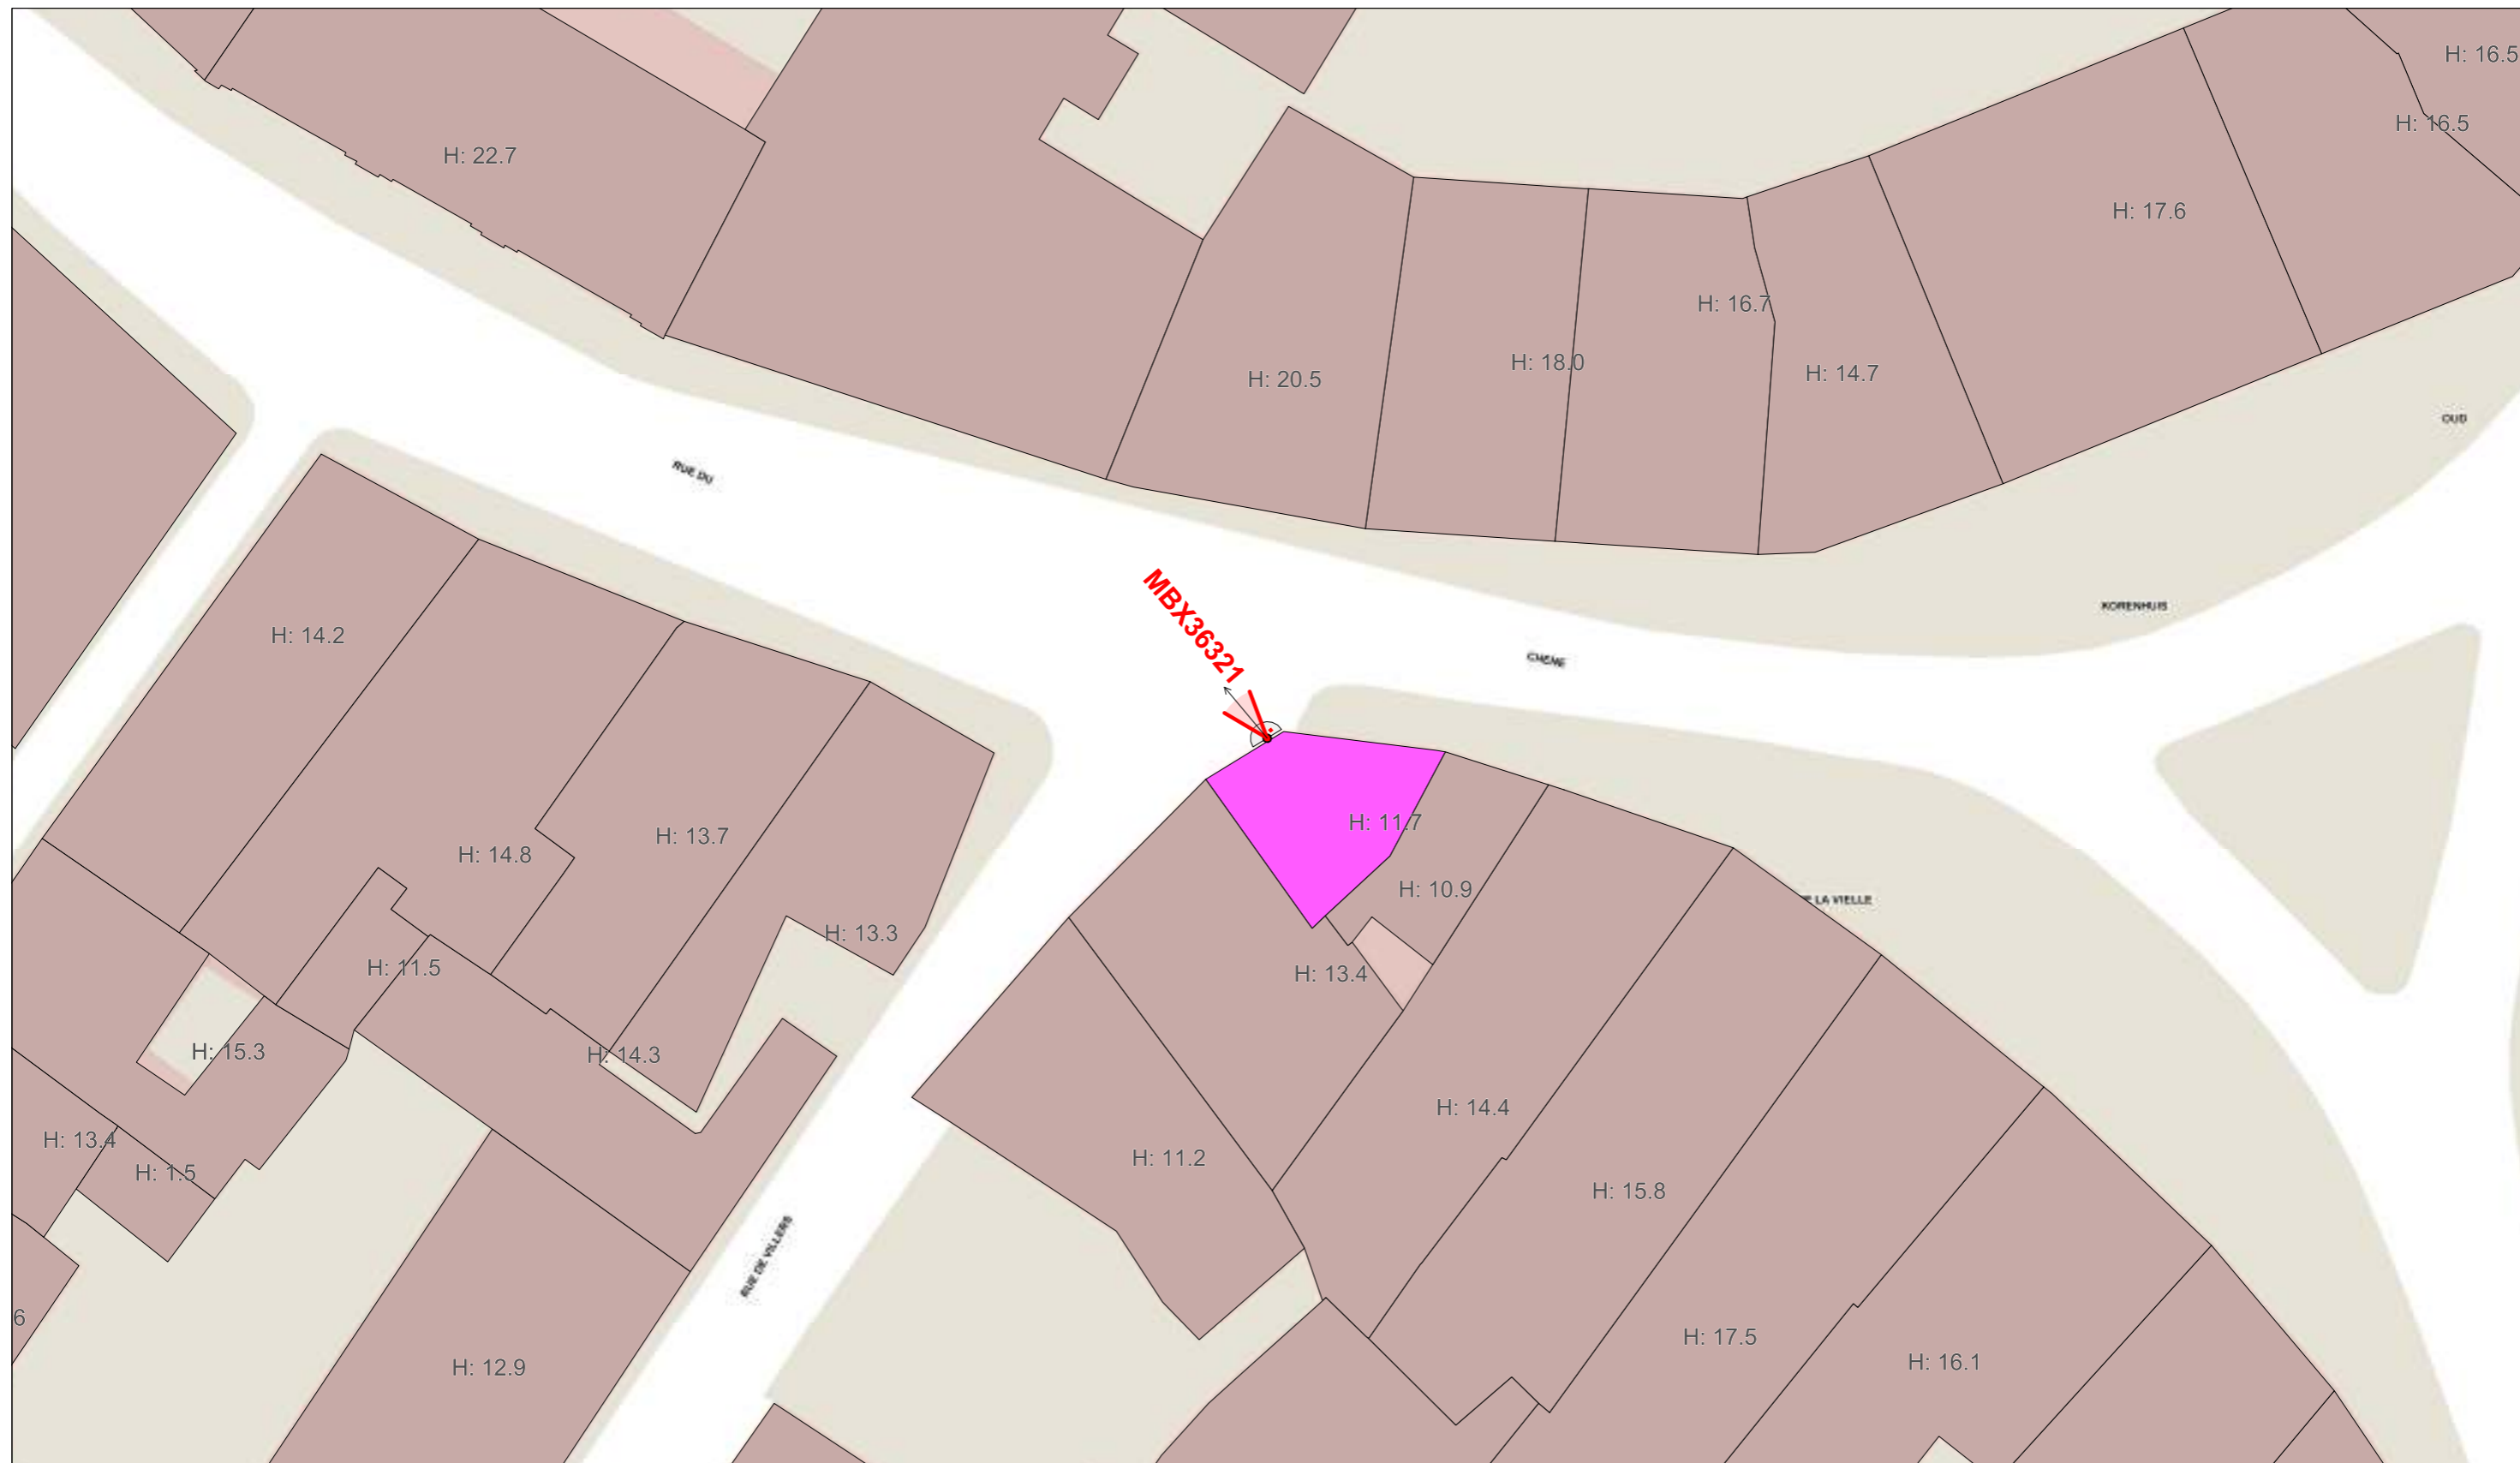 H: 16.5
H: 16.5
H: 22.7
H: 17.6
H: 16.7
H: 18.0
H: 14.7
H: 20.5
OUD
RUE DU
KORENHUIS
MBX36321
H: 14.2
CHENE
H: 11.7
H: 13.7
H: 14.8
H: 10.9
LA VIELLE
H: 13.3
H: 11.5
H: 13.4
H: 15.3
H: 14.3
H: 14.4
H: 13.4
H: 11.2
H: 1.5
H: 15.8
RUE DE VILLERS
6
H: 17.5
H: 16.1
H: 12.9